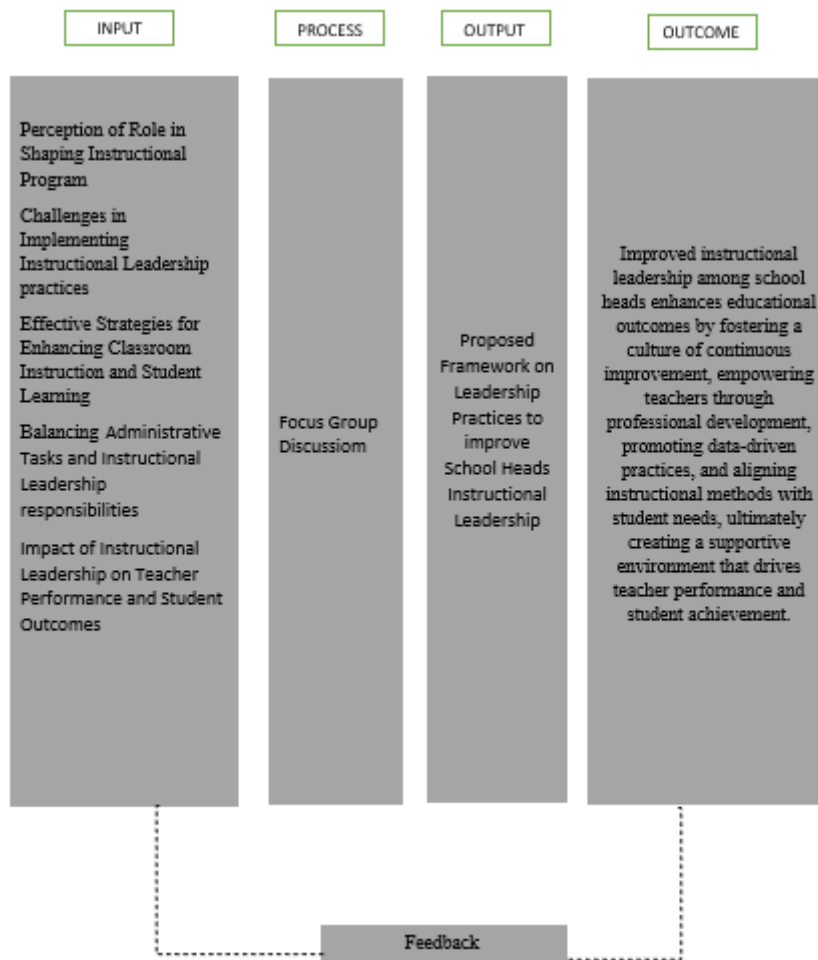 INPUT
PROCESS
OUTPUT
OUTCOME
Perception of Role in
Shaping Instructional
Program
Challenges in
Implementing
Instructional Leadership
practices
Effective Strategies for
Enhancing Classroom
Instruction and Student
Learning
Balancing Administrative
Tasks and Instructional
Leadership
responsibilities
Impact of Instructional
Leadership on Teacher
Performance and Student
Outcomes
Focus Group
Discussiom
Proposed
Framework on
Leadership
Practices to
improve
School Heads
Instructional
Leadership
Improved instructional
leadership among school
heads enhances educational
outcomes by fostering a
culture of continuous
improvement, empowering
teachers through
professional development,
promoting data-driven
practices, and aligning
instructional methods with
student needs, ultimately
creating a supportive
environment that drives
teacher performance and
student achievement.
Feedback